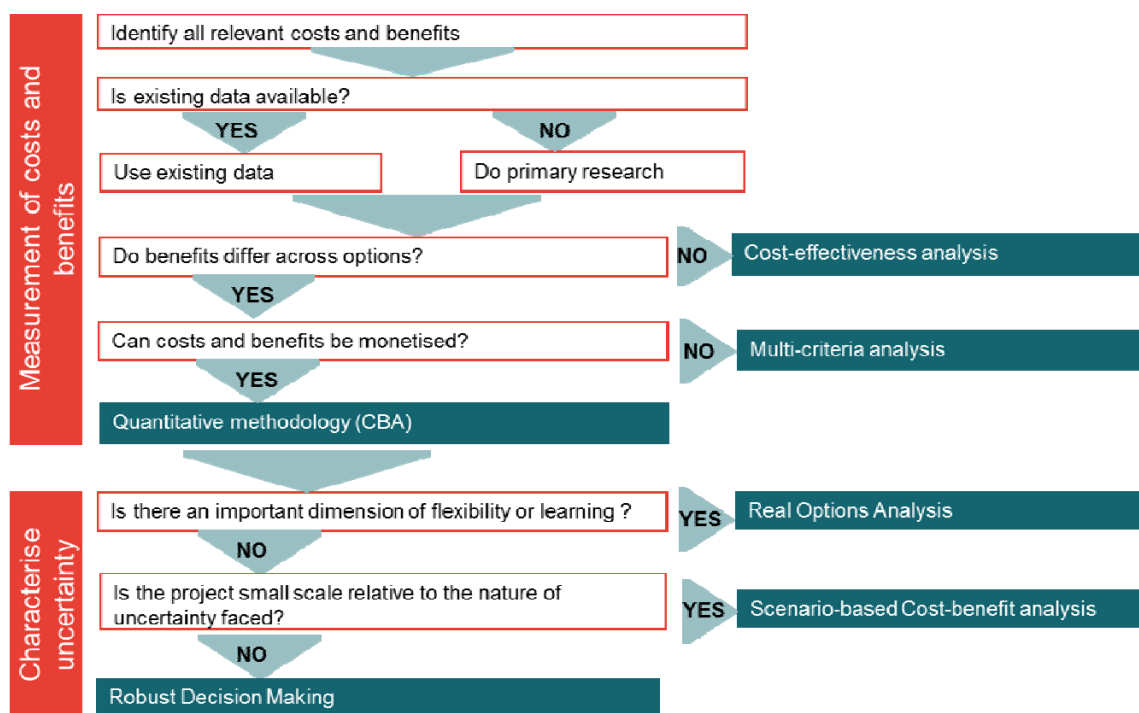 Measurement of costs and
benefits
Identify all relevant costs and benefits
Is existing data available?
YES
NO
Use existing data
Do primary research
Do benefits differ across options?
NO
Cost-effectiveness analysis
YES
Can costs and benefits be monetised?
NO
Multi-criteria analysis
YES
Quantitative methodology (CBA)
Characterise
uncertainty
Is there an important dimension of flexibility or learning ?
YES
Real Options Analysis
NO
Is the project small scale relative to the nature of
uncertainty faced?
YES
Scenario-based Cost-benefit analysis
NO
Robust Decision Making